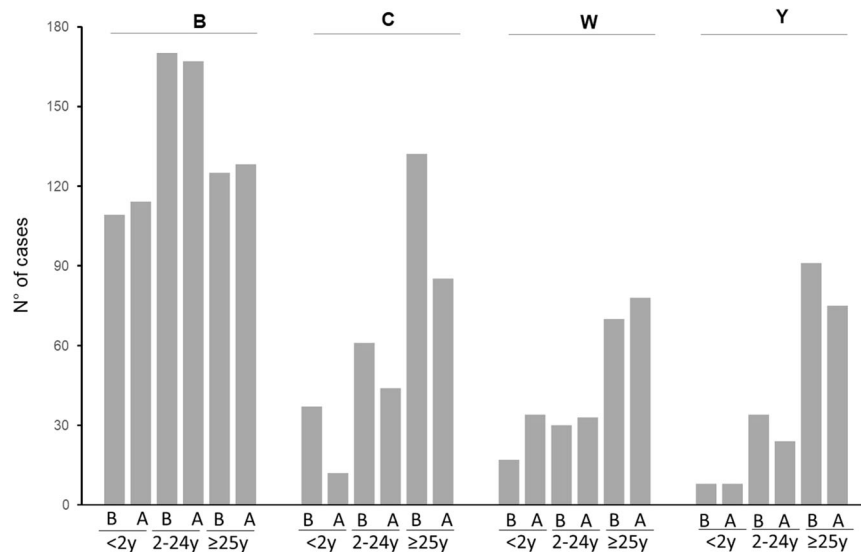 B C W Y
180
150
120
90
60
30
0
N° of cases
B A B A B A B A B A B A B A B A B A B A B A B A
<2y 2-24y ≥25y <2y 2-24y ≥25y <2y 2-24y ≥25y <2y 2-24y ≥25y